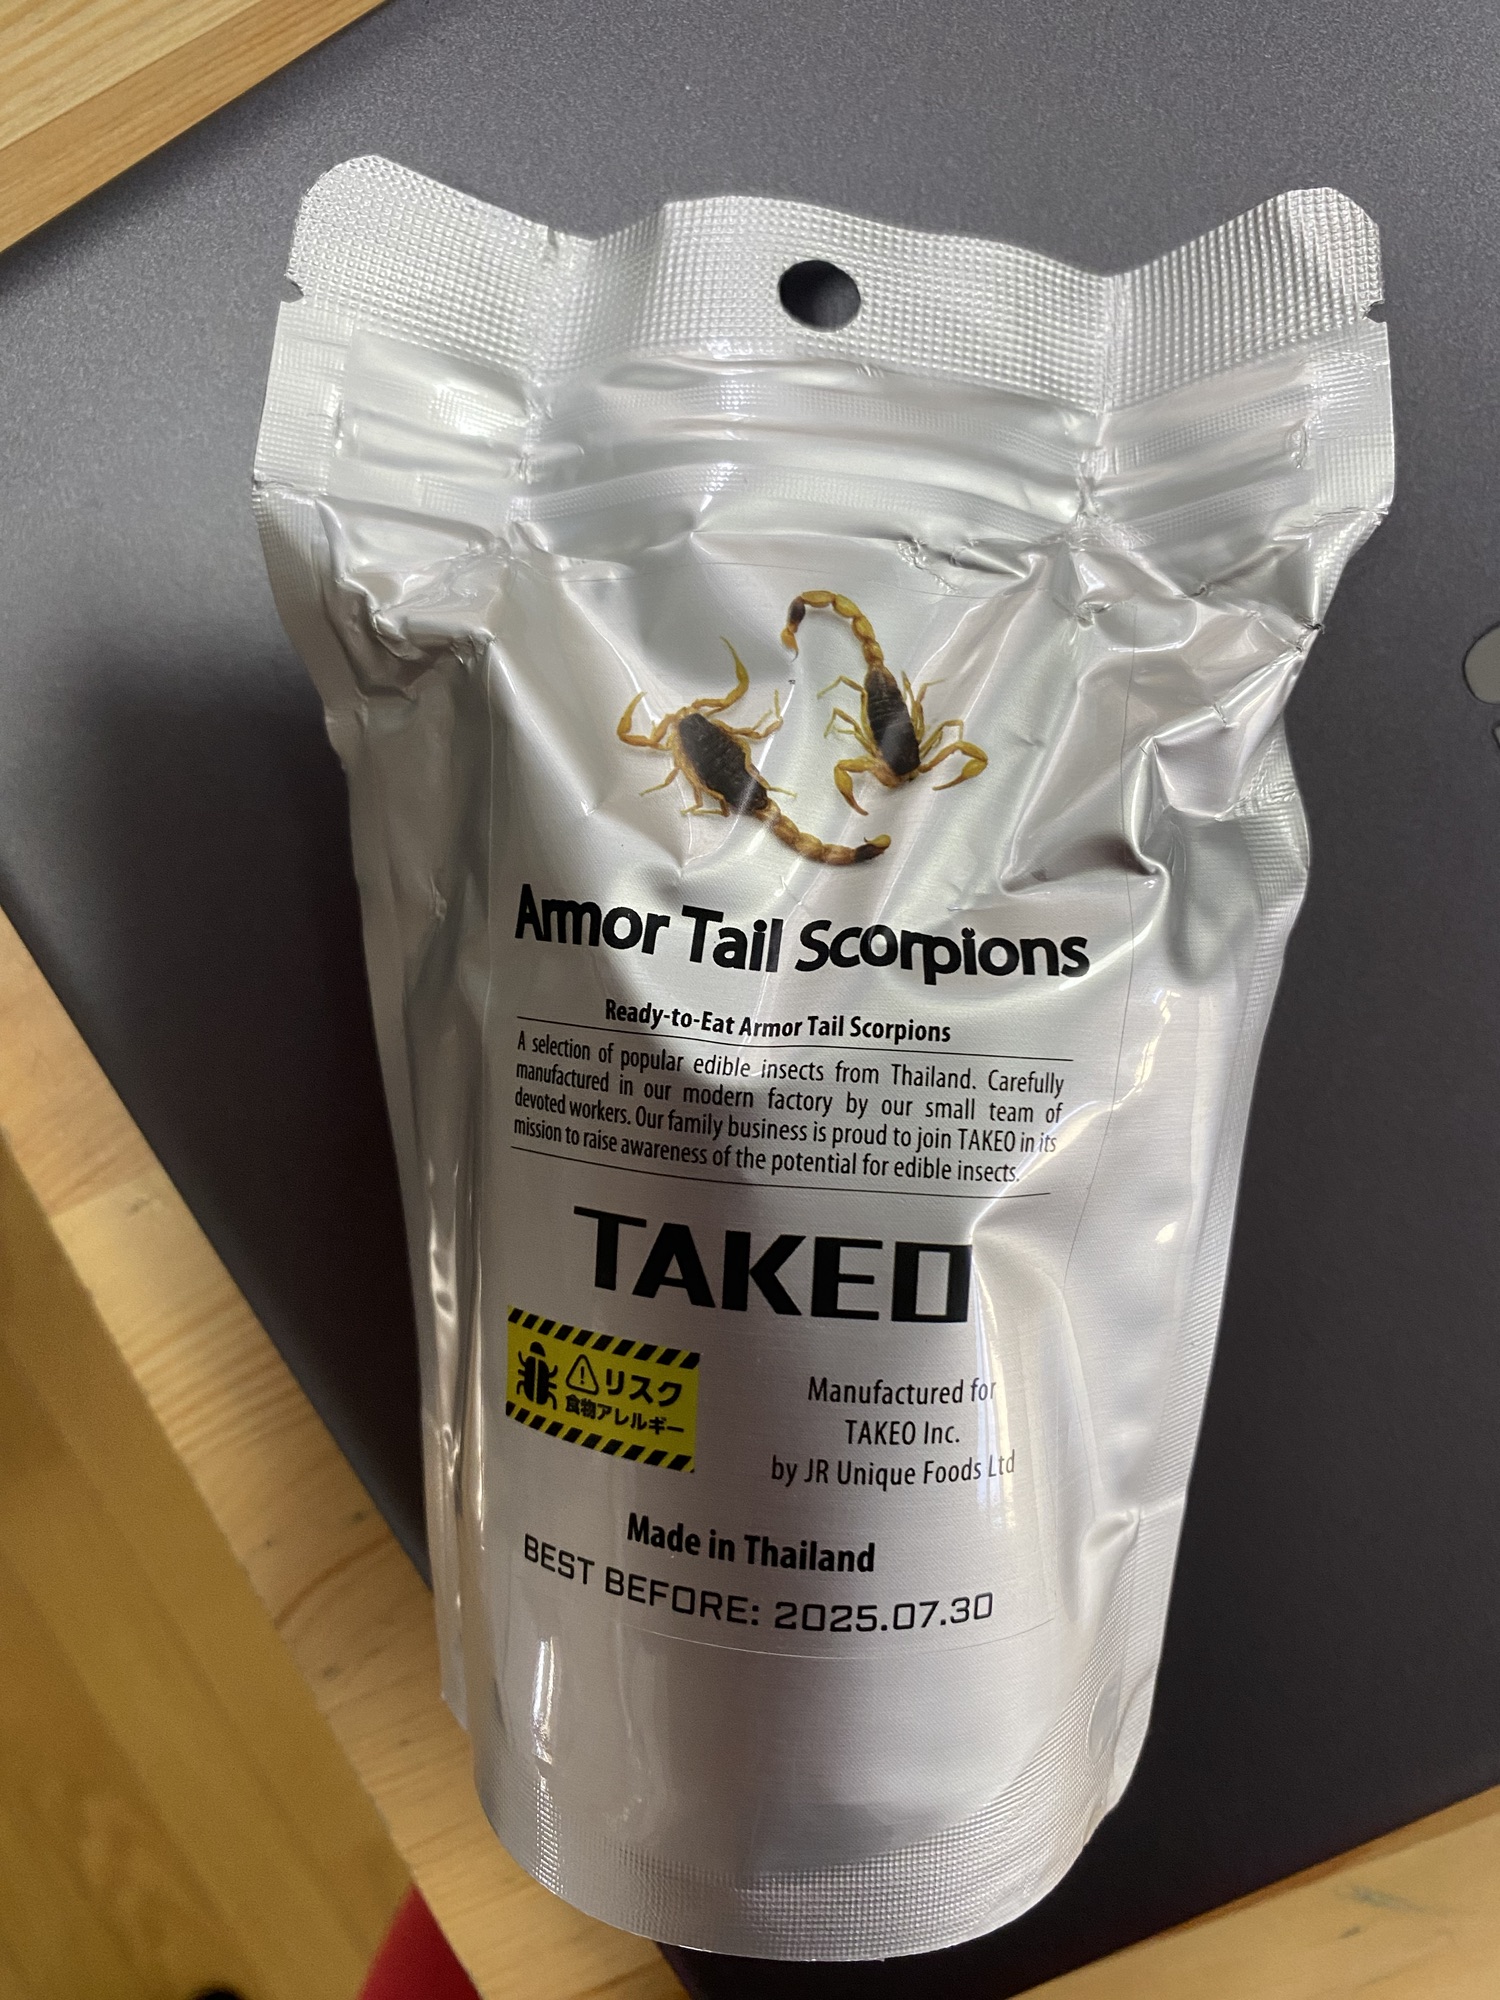 Armor Tail Scorpions
Ready-to-Eat Armor Tail Scorpions
A selection of popular edible insects from Thailand. Carefully
manufactured in our modern factory by our small team of
devoted workers. Our family business is proud to join TAKEO in its
mission to raise awareness of the potential for edible insects.
TAKEO
リスク
食物アレルギー
Manufactured for
TAKEO Inc.
by JR Unique Foods Ltd
Made in Thailand
BEST BEFORE: 2025.07.30